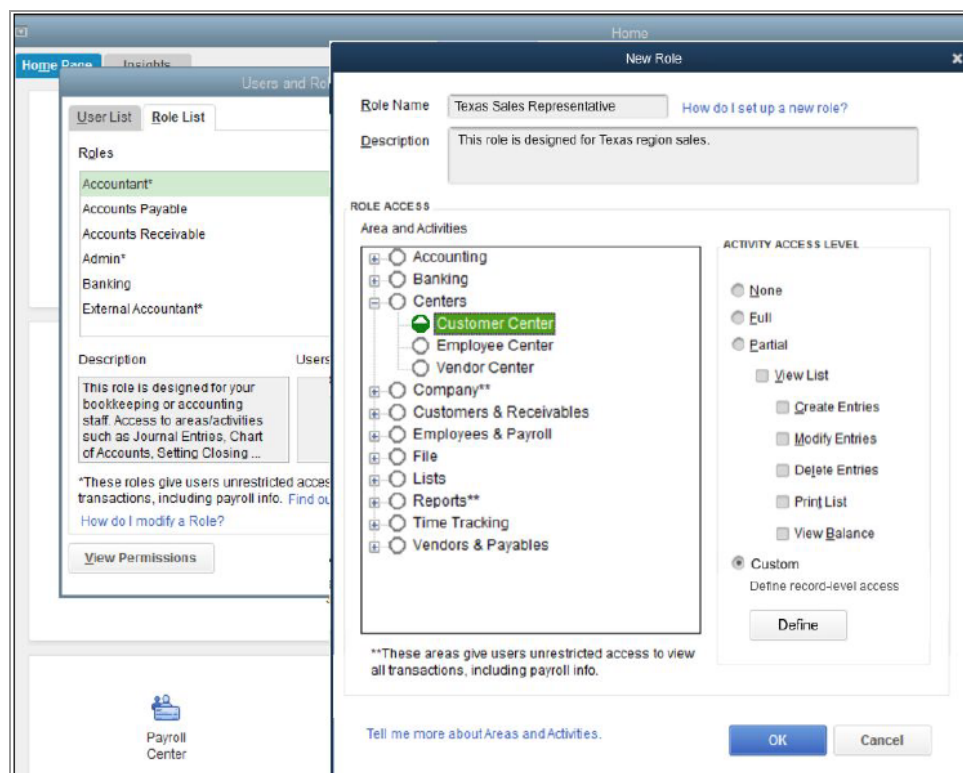 Home
Home Page
Insights
Users and Ro
User List
Role List
Roles
Accountant*
Accounts Payable
Accounts Receivable
Admin*
Banking
External Accountant*
Description
Users
This role is designed for your
bookkeeping or accounting
staff. Access to areas/activities
such as Journal Entries, Chart
of Accounts, Setting Closing ...
*These roles give users unrestricted acces
transactions, including payroll info. Find ou
How do I modify a Role?
View Permissions
Payroll
Center
New Role
Role Name
Texas Sales Representative
How do I set up a new role?
Description
This role is designed for Texas region sales.
ROLE ACCESS
Area and Activities
Accounting
Banking
Centers
Customer Center
Employee Center
Vendor Center
Company**
Customers & Receivables
Employees & Payroll
File
Lists
Reports**
Time Tracking
Vendors & Payables
**These areas give users unrestricted access to view
all transactions, including payroll info.
ACTIVITY ACCESS LEVEL
None
Full
Partial
View List
Create Entries
Modify Entries
Delete Entries
Print List
View Balance
Custom
Define record-level access
Define
Tell me more about Areas and Activities.
OK
Cancel